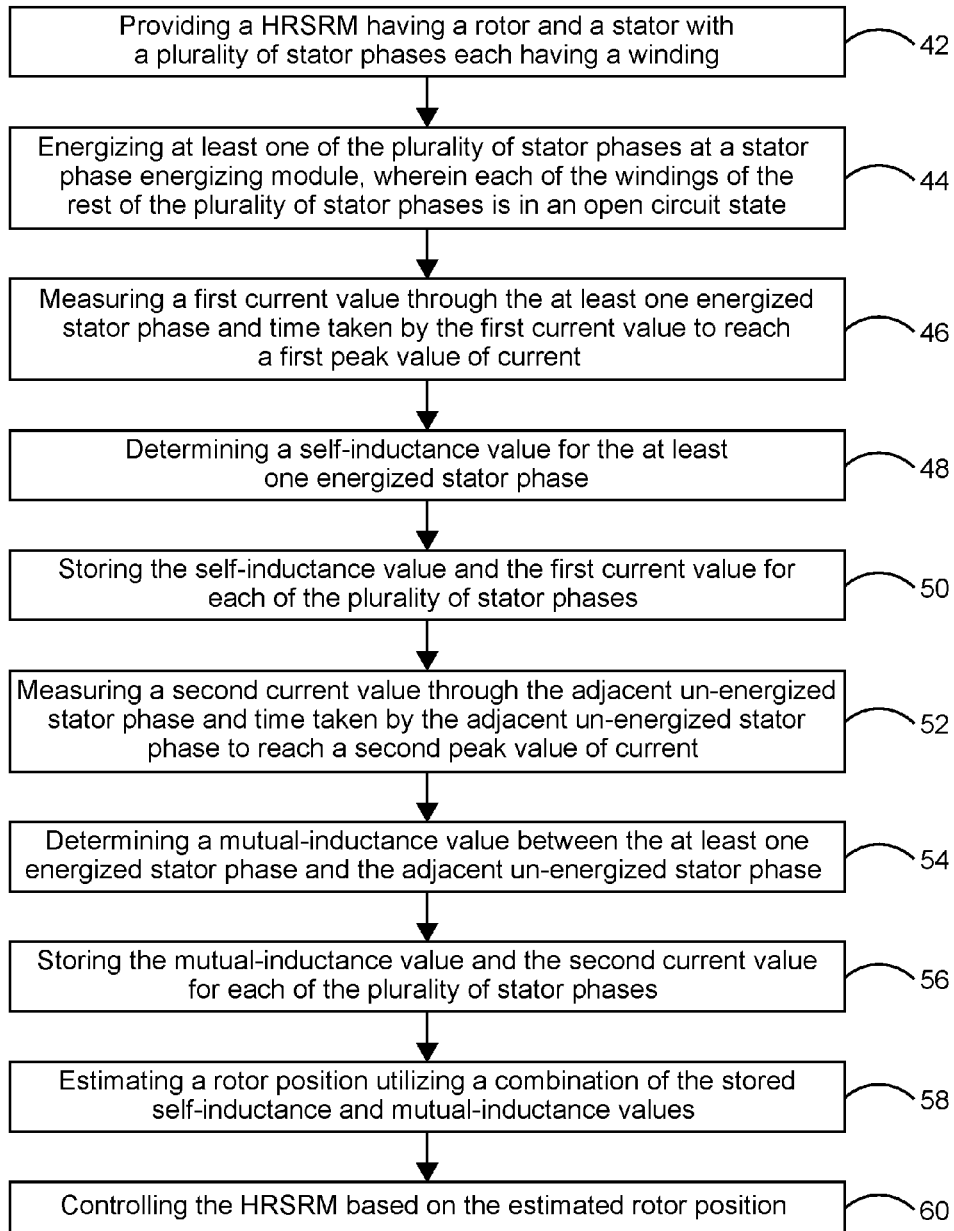 Providing a HRSRM having a rotor and a stator with
a plurality of stator phases each having a winding
42
Energizing at least one of the plurality of stator phases at a stator
phase energizing module, wherein each of the windings of the
rest of the plurality of stator phases is in an open circuit state
44
Measuring a first current value through the at least one energized
stator phase and time taken by the first current value to reach
a first peak value of current
46
Determining a self-inductance value for the at least
one energized stator phase
48
Storing the self-inductance value and the first current value for
each of the plurality of stator phases
50
Measuring a second current value through the adjacent un-energized
stator phase and time taken by the adjacent un-energized stator
phase to reach a second peak value of current
52
Determining a mutual-inductance value between the at least one
energized stator phase and the adjacent un-energized stator phase
54
Storing the mutual-inductance value and the second current value
for each of the plurality of stator phases
56
Estimating a rotor position utilizing a combination of the stored
self-inductance and mutual-inductance values
58
Controlling the HRSRM based on the estimated rotor position
60